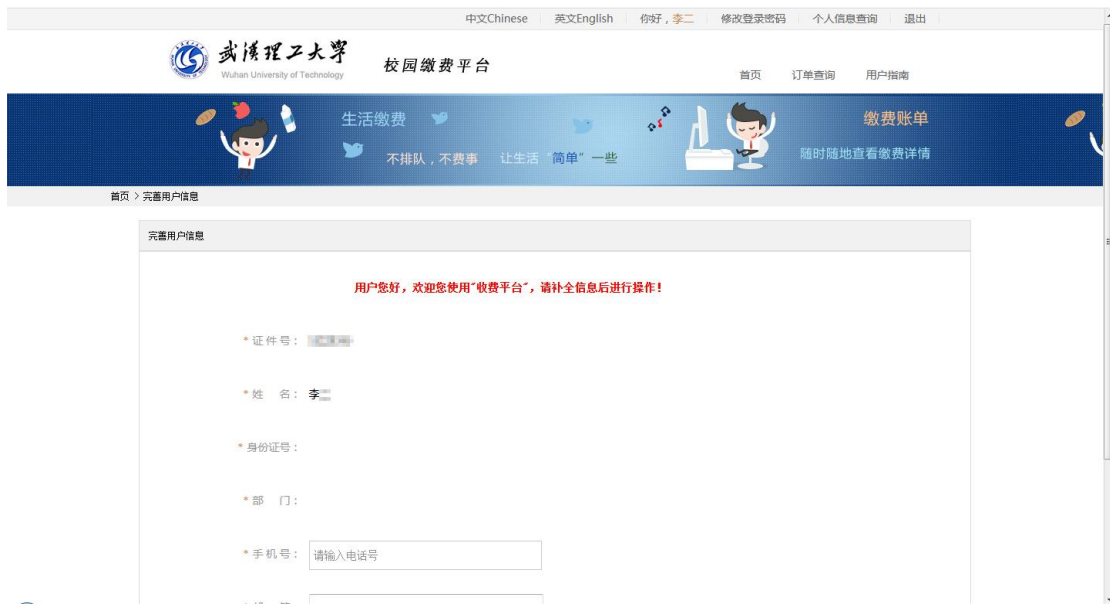 中文Chinese 英文English 你好，李二 修改登录密码 个人信息查询 退出
武汉理工大学
Wuhan University of Technology
校园缴费平台
首页 订单查询 用户指南
生活缴费
不排队，不费事 让生活“简单”一些
缴费账单
随时随地查看缴费详情
首页 > 完善用户信息
完善用户信息
用户您好，欢迎您使用"收费平台"，请补全信息后进行操作！
*证件号：
*姓 名：李
*身份证号：
*部 门：
*手机号：请输入电话号